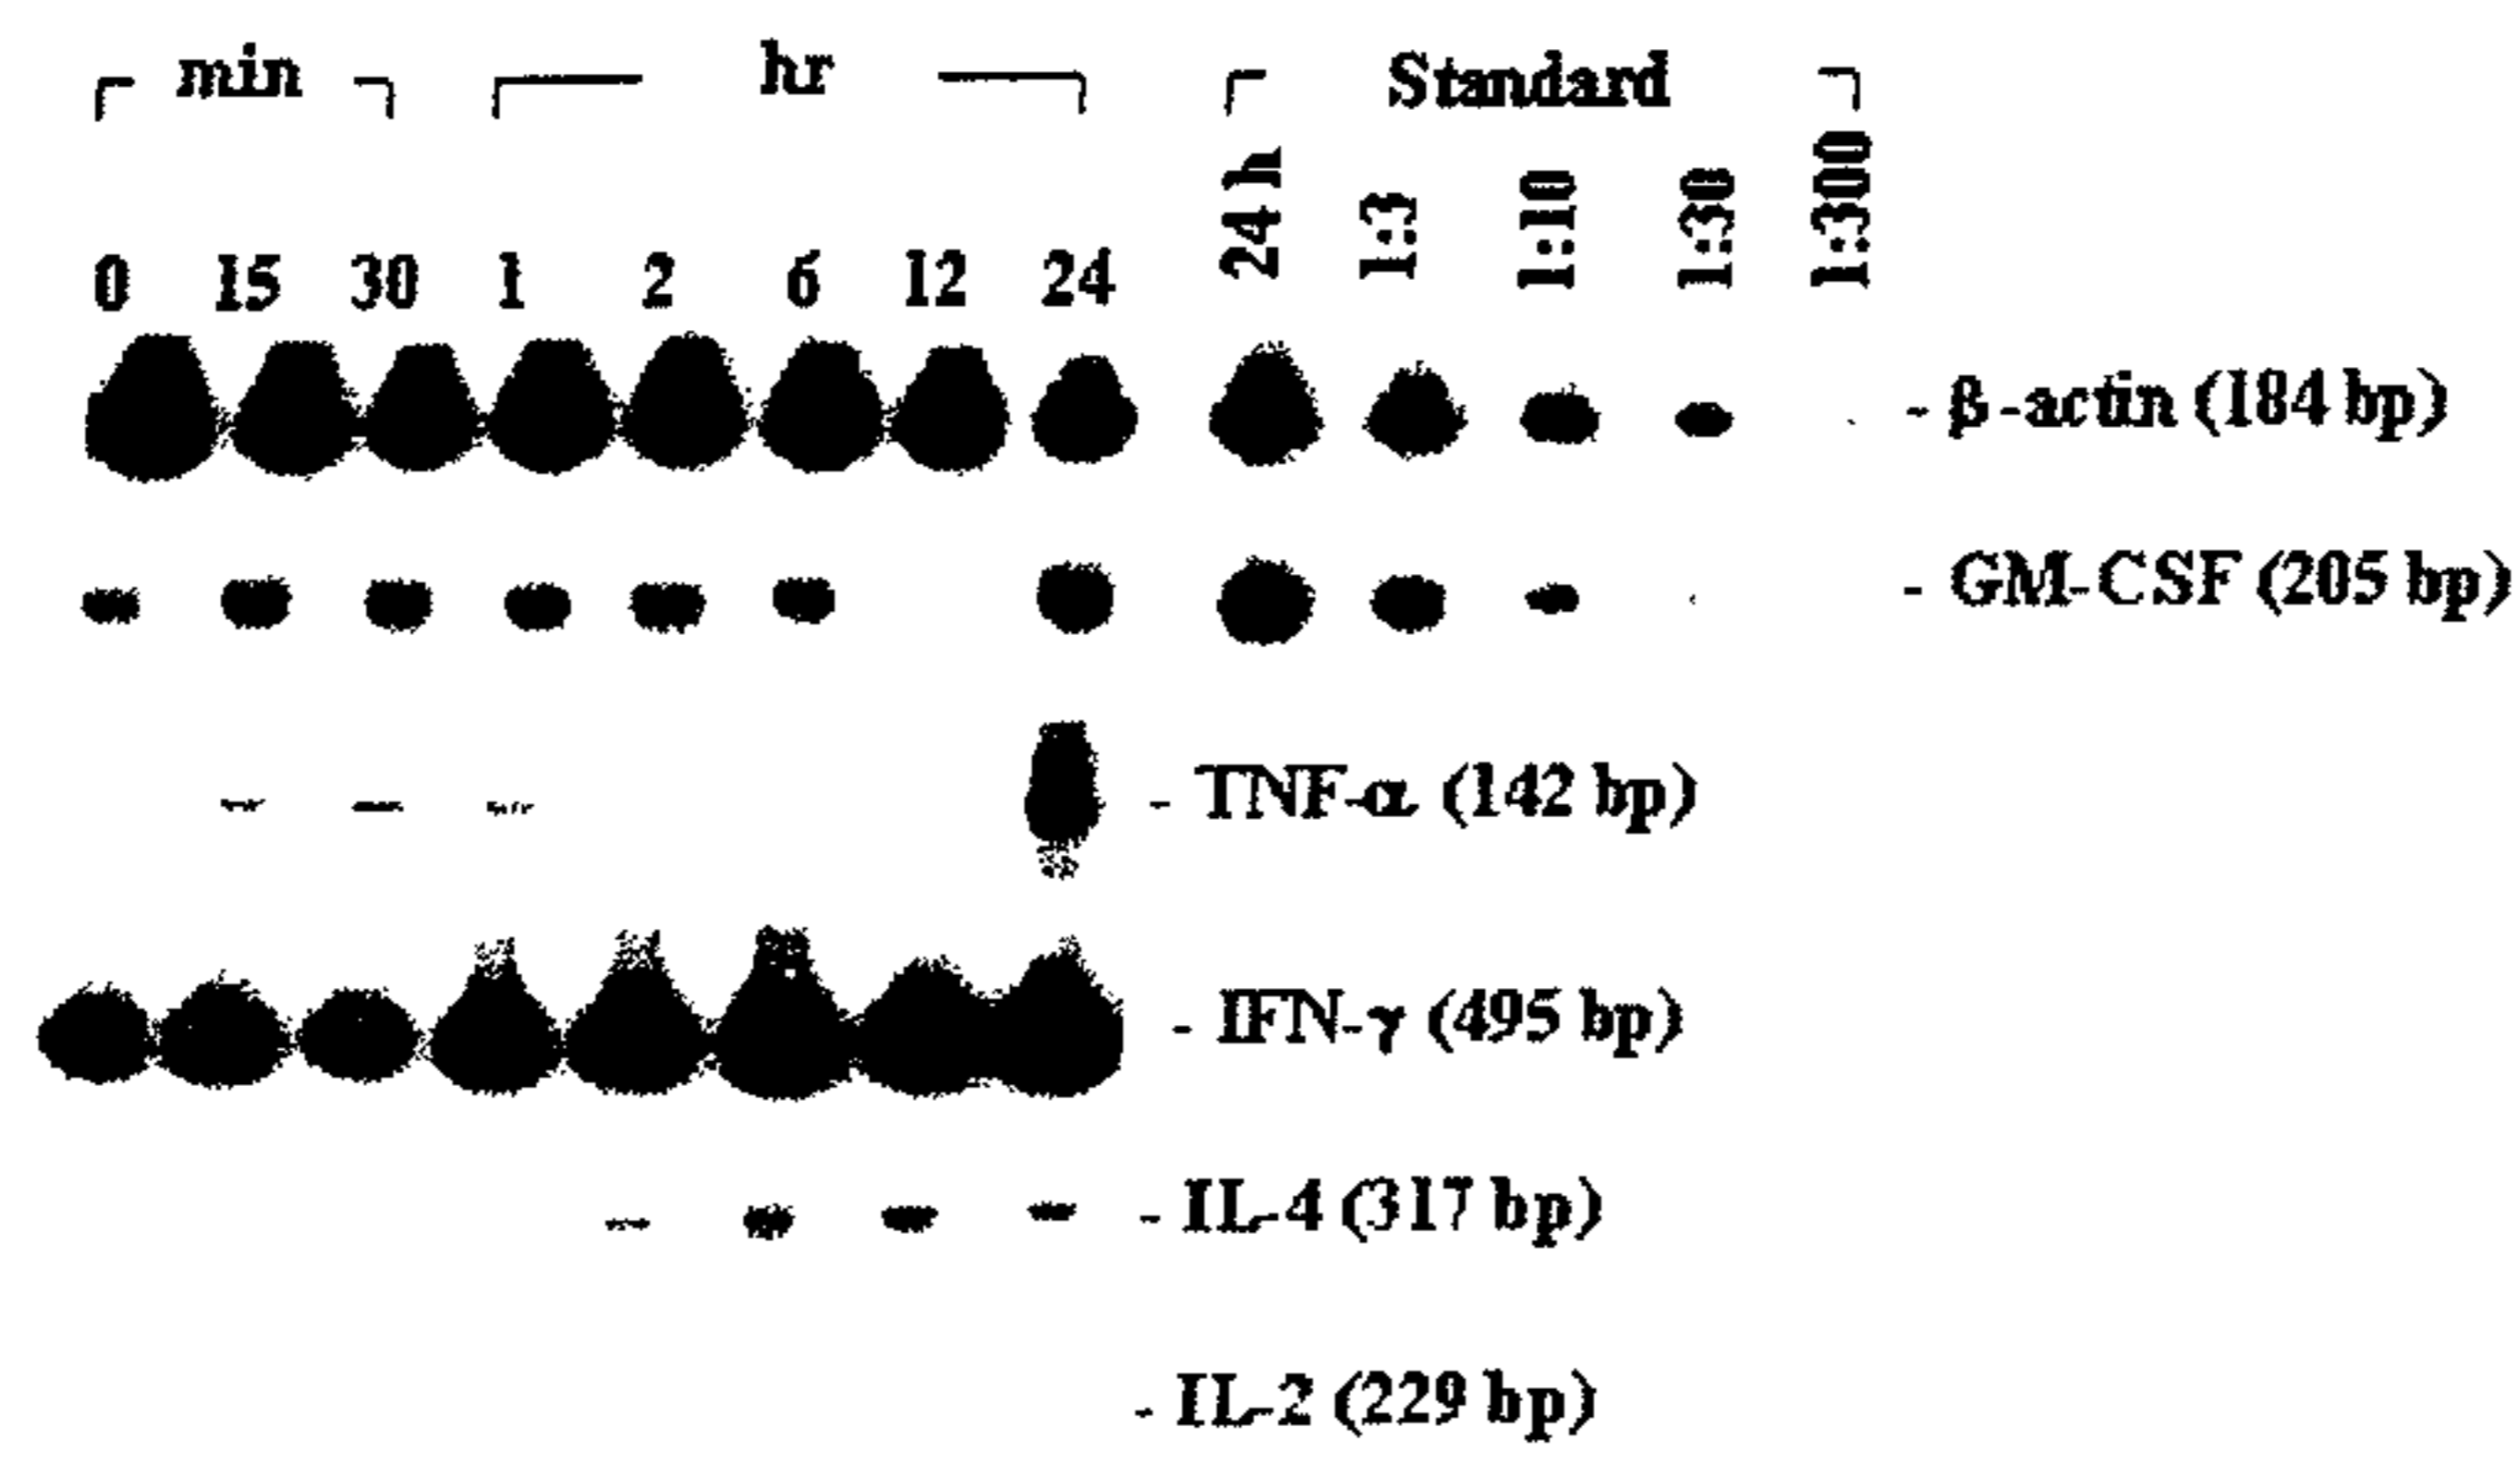 min hr Standard
0 15 30 1 2 6 12 24 24 h 1:3 1:10 1:30 1:300
- β-actin (184 bp)
- GM-CSF (205 bp)
- TNF-α (142 bp)
- IFN-γ (495 bp)
- IL-4 (317 bp)
- IL-2 (229 bp)